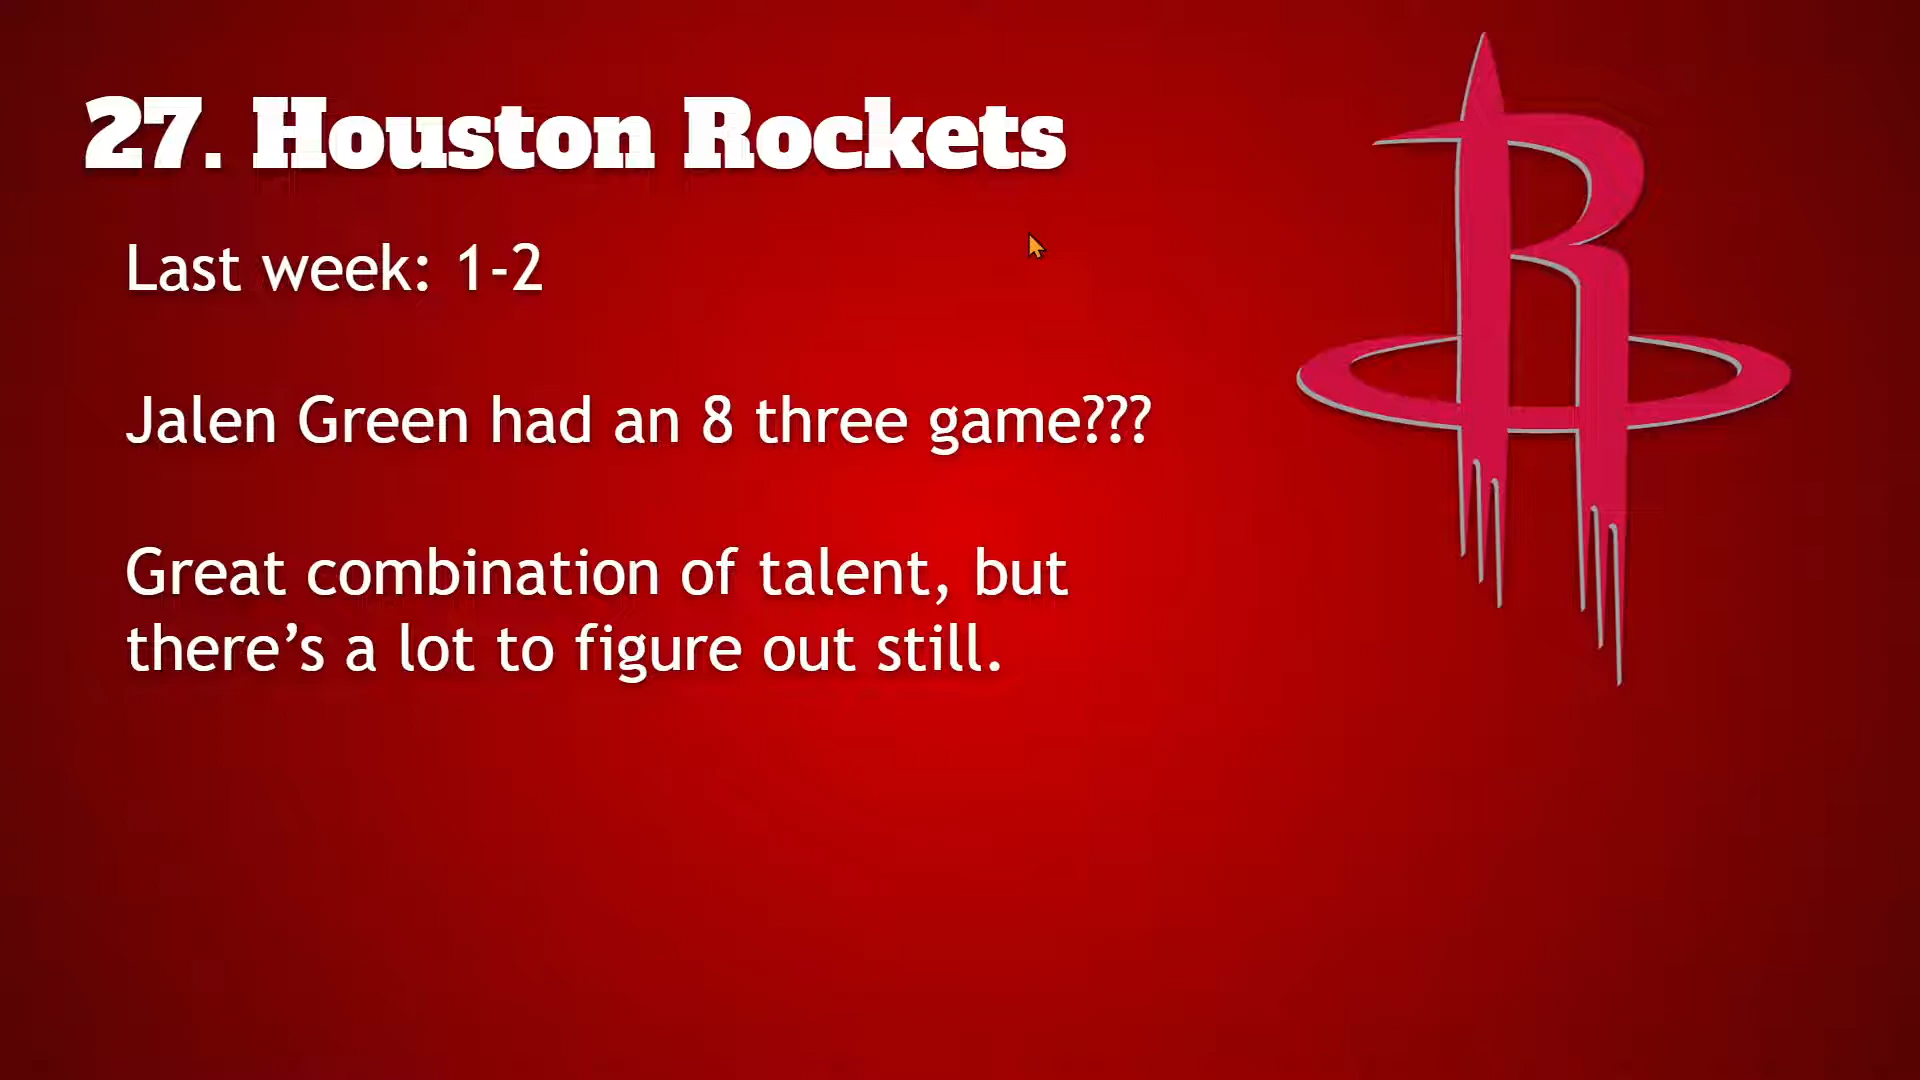 27. Houston Rockets
Last week: 1-2
Jalen Green had an 8 three game???
Great combination of talent, but
there’s a lot to figure out still.